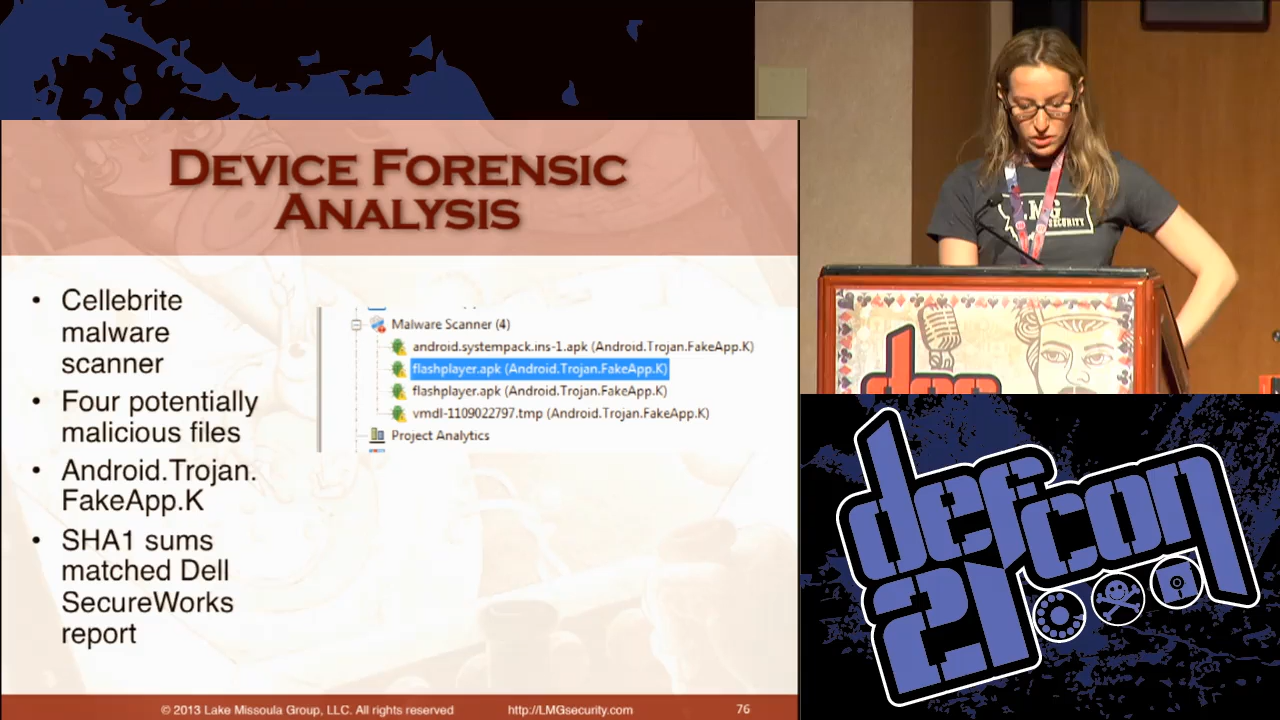 DEVICE FORENSIC
ANALYSIS
• Cellebrite
malware
scanner
• Four potentially
malicious files
• Android.Trojan.
FakeApp.K
• SHA1 sums
matched Dell
SecureWorks
report
Malware Scanner (4)
android.systempack.ins-1.apk (Android.Trojan.FakeApp.K)
flashplayer.apk (Android.Trojan.FakeApp.K)
flashplayer.apk (Android.Trojan.FakeApp.K)
vmdl-1109022797.tmp (Android.Trojan.FakeApp.K)
Project Analytics
© 2013 Lake Missoula Group, LLC. All rights reserved
http://LMGsecurity.com
76
LMG
SECURITY
defcon
21